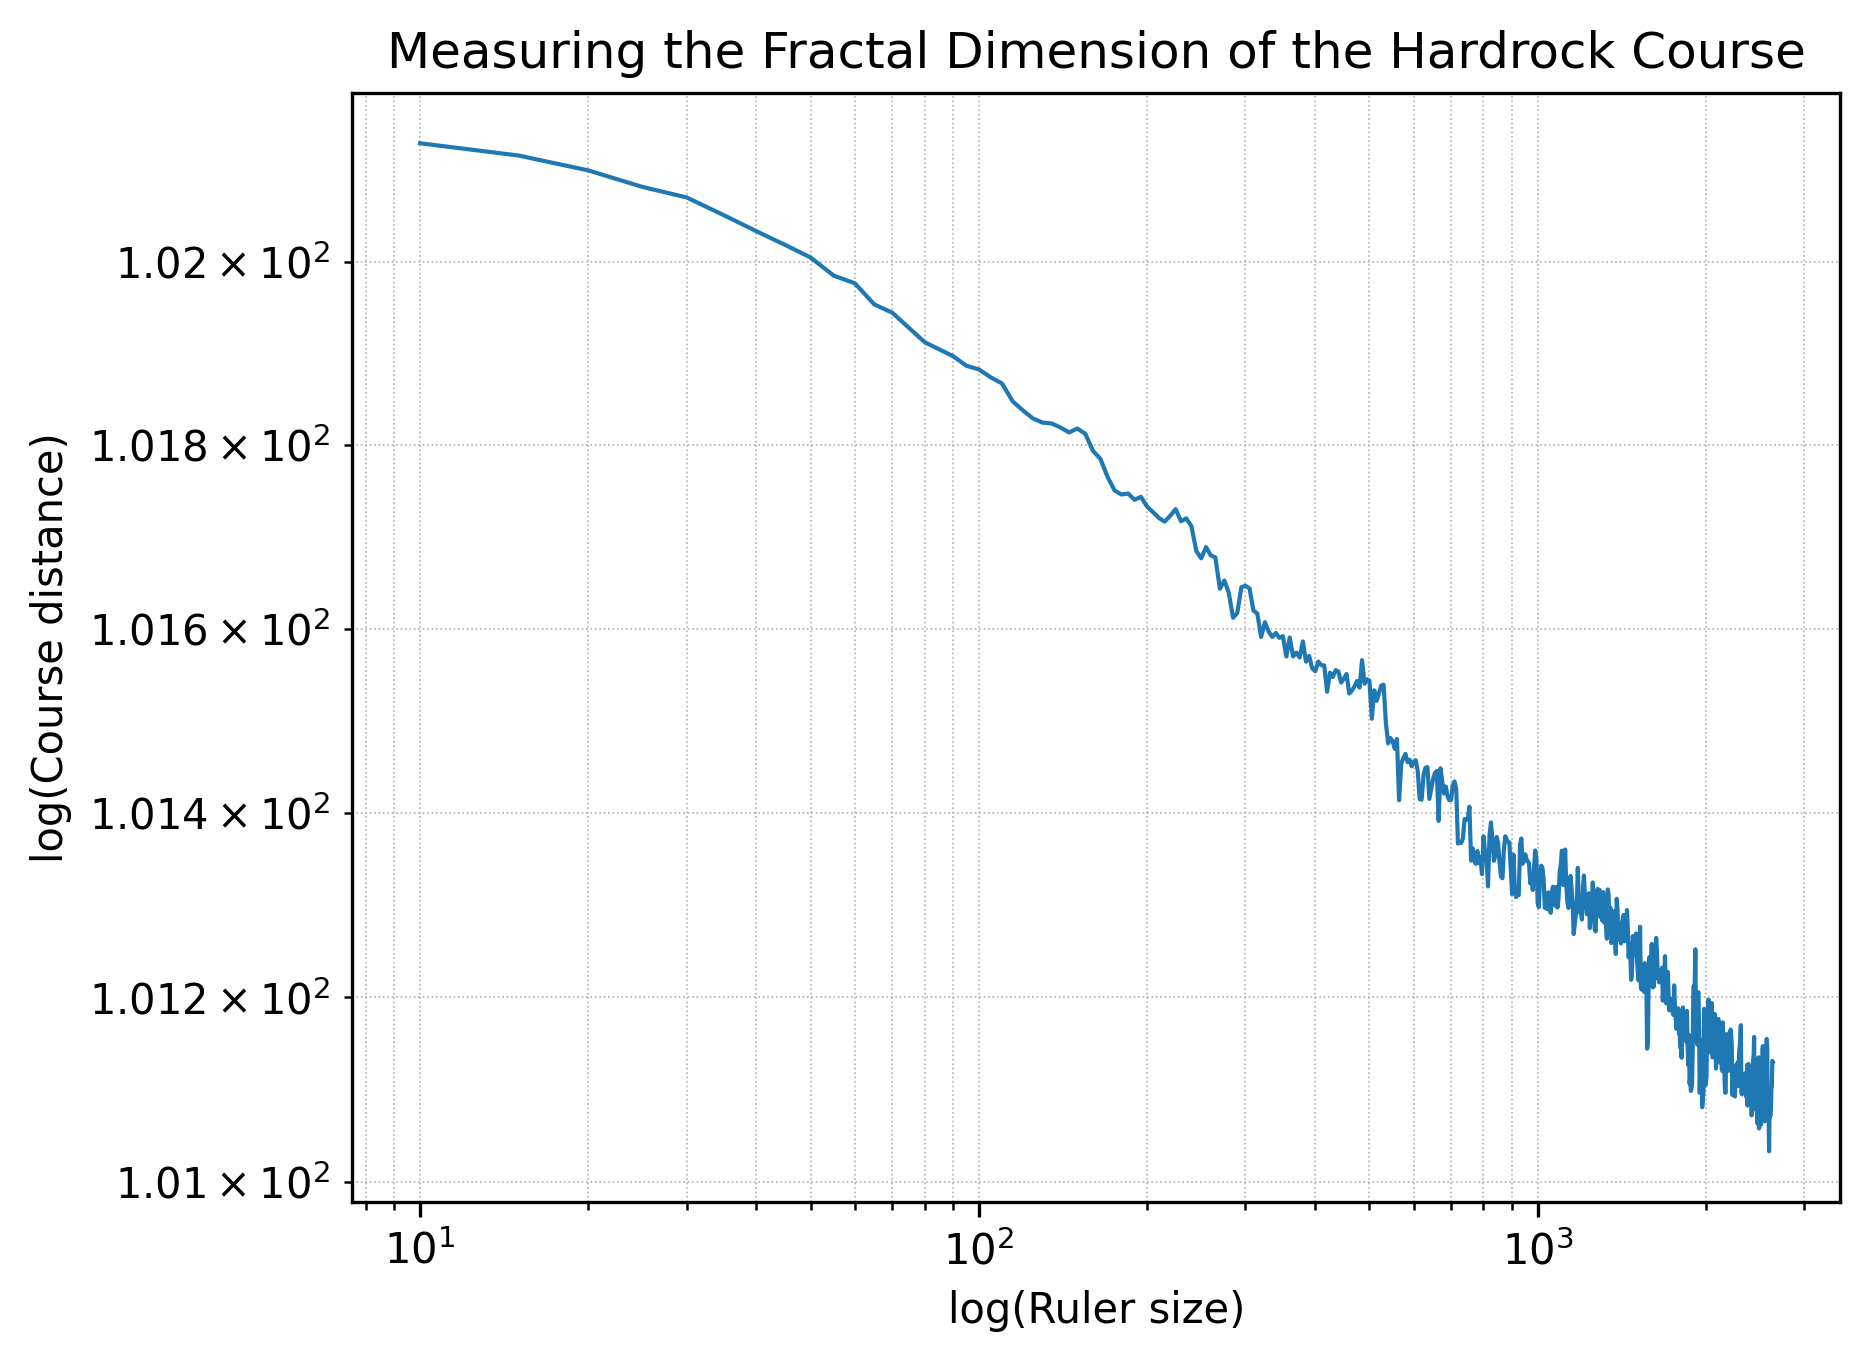 Measuring the Fractal Dimension of the Hardrock Course
log(Course distance)
1.02 × 10²
1.018 × 10²
1.016 × 10²
1.014 × 10²
1.012 × 10²
1.01 × 10²
10¹ 10² 10³
log(Ruler size)